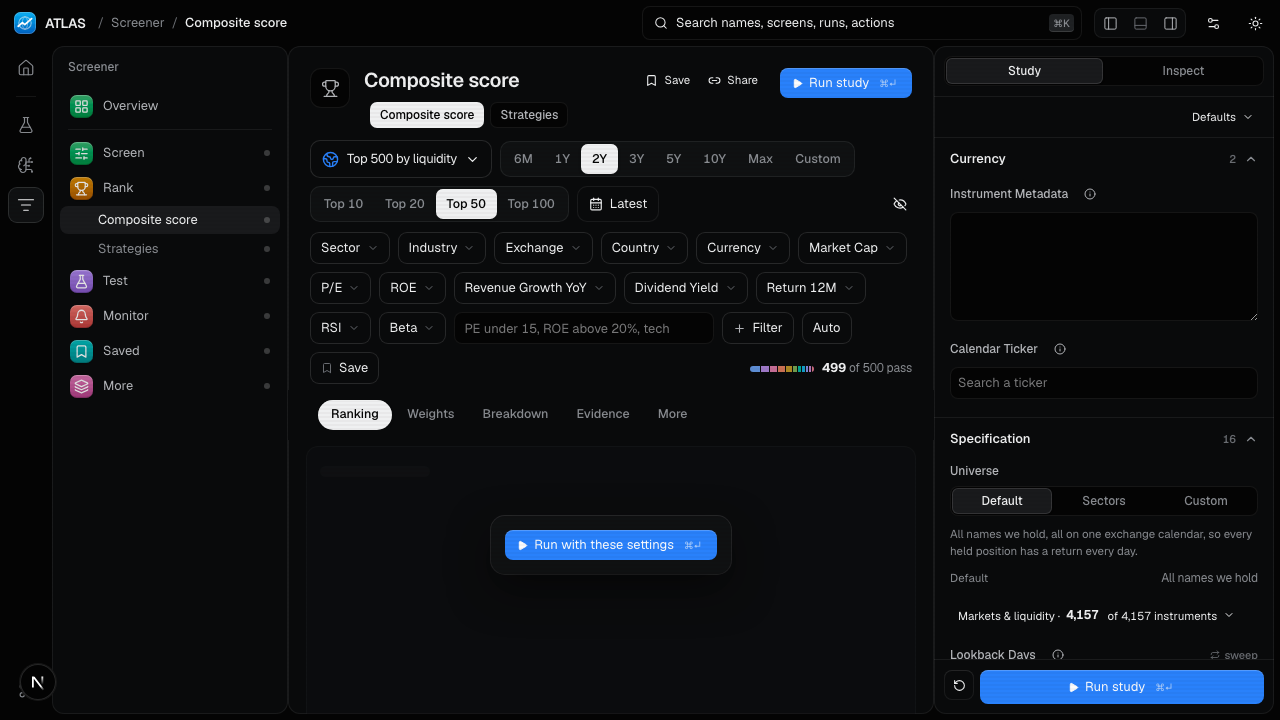 ATLAS / Screener / Composite score
Search names, screens, runs, actions ⌘K
Screener
Overview
Screen
Rank
Composite score
Strategies
Test
Monitor
Saved
More
Composite score
Save
Share
Run study ⌘↵
Composite score
Strategies
Top 500 by liquidity
6M 1Y 2Y 3Y 5Y 10Y Max Custom
Top 10 Top 20 Top 50 Top 100
Latest
Sector Industry Exchange Country Currency Market Cap
P/E ROE Revenue Growth YoY Dividend Yield Return 12M
RSI Beta PE under 15, ROE above 20%, tech Filter Auto
Save
499 of 500 pass
Ranking Weights Breakdown Evidence More
Run with these settings ⌘↵
Study Inspect
Defaults
Currency 2
Instrument Metadata
Calendar Ticker
Search a ticker
Specification 16
Universe
Default Sectors Custom
All names we hold, all on one exchange calendar, so every
held position has a return every day.
Default All names we hold
Markets & liquidity · 4,157 of 4,157 instruments
Lookback Days sweep
Run study ⌘↵
N